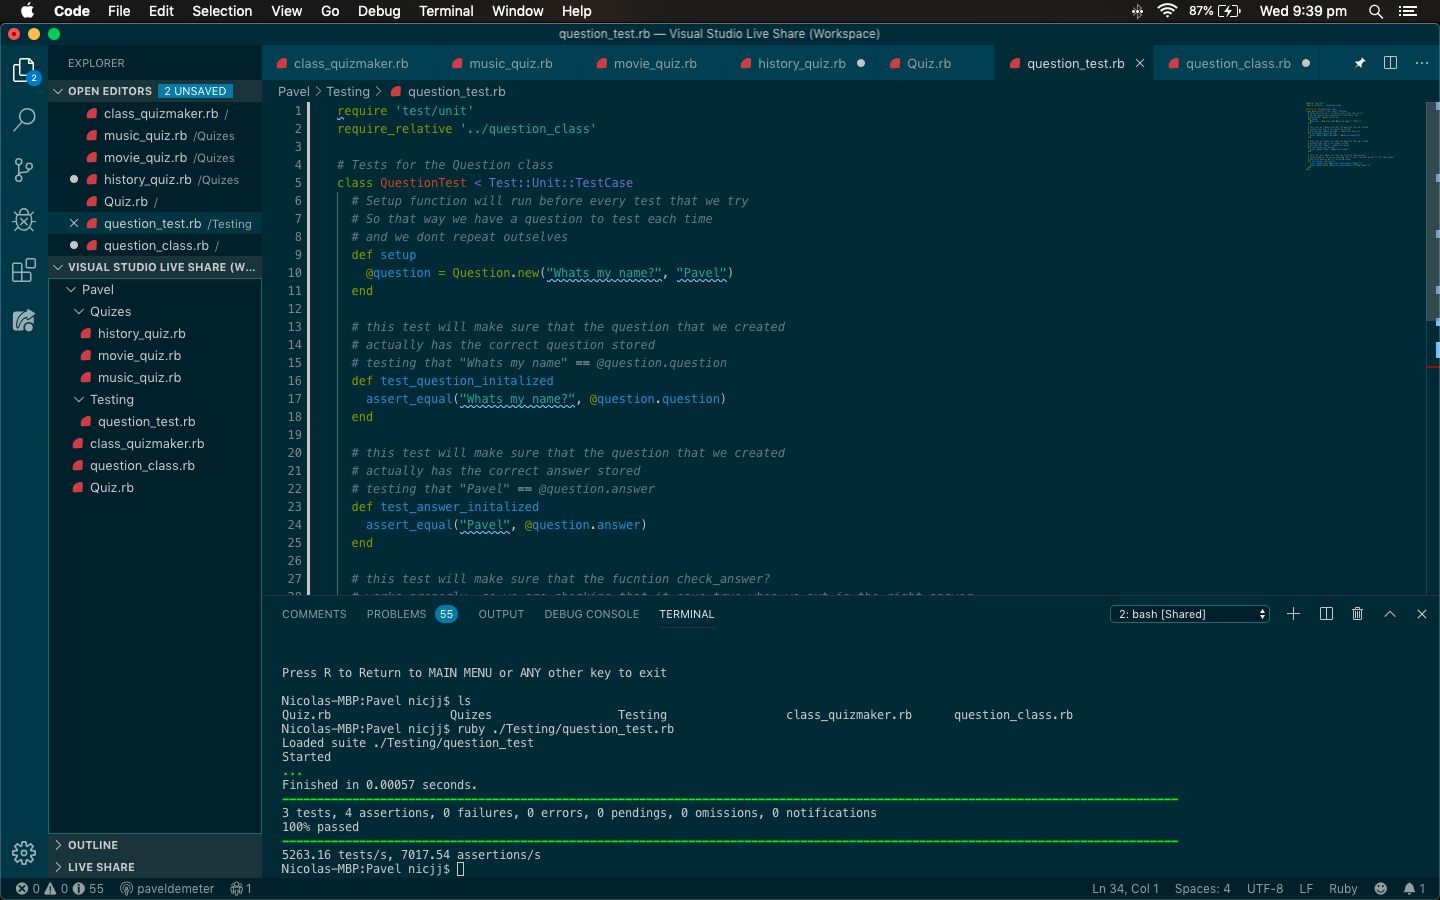 Code File Edit Selection View Go Debug Terminal Window Help 87% Wed 9:39 pm
question_test.rb — Visual Studio Live Share (Workspace)
EXPLORER
OPEN EDITORS 2 UNSAVED
class_quizmaker.rb /
music_quiz.rb /Quizes
movie_quiz.rb /Quizes
history_quiz.rb /Quizes
Quiz.rb /
question_test.rb /Testing
question_class.rb /
VISUAL STUDIO LIVE SHARE (W...
Pavel
Quizes
history_quiz.rb
movie_quiz.rb
music_quiz.rb
Testing
question_test.rb
class_quizmaker.rb
question_class.rb
Quiz.rb
OUTLINE
LIVE SHARE
2
class_quizmaker.rb music_quiz.rb movie_quiz.rb history_quiz.rb Quiz.rb question_test.rb question_class.rb
Pavel > Testing > question_test.rb
1 require 'test/unit'
2 require_relative '../question_class'
3
4 # Tests for the Question class
5 class QuestionTest < Test::Unit::TestCase
6 # Setup function will run before every test that we try
7 # So that way we have a question to test each time
8 # and we dont repeat outselves
9 def setup
10 @question = Question.new("Whats my name?", "Pavel")
11 end
12
13 # this test will make sure that the question that we created
14 # actually has the correct question stored
15 # testing that "Whats my name" == @question.question
16 def test_question_initalized
17 assert_equal("Whats my name?", @question.question)
18 end
19
20 # this test will make sure that the question that we created
21 # actually has the correct answer stored
22 # testing that "Pavel" == @question.answer
23 def test_answer_initalized
24 assert_equal("Pavel", @question.answer)
25 end
26
27 # this test will make sure that the fucntion check_answer?
COMMENTS PROBLEMS 55 OUTPUT DEBUG CONSOLE TERMINAL 2: bash [Shared]
Press R to Return to MAIN MENU or ANY other key to exit
Nicolas-MBP:Pavel nicjj$ ls
Quiz.rb Quizes Testing class_quizmaker.rb question_class.rb
Nicolas-MBP:Pavel nicjj$ ruby ./Testing/question_test.rb
Loaded suite ./Testing/question_test
Started
...
Finished in 0.00057 seconds.
3 tests, 4 assertions, 0 failures, 0 errors, 0 pendings, 0 omissions, 0 notifications
100% passed
5263.16 tests/s, 7017.54 assertions/s
Nicolas-MBP:Pavel nicjj$
0 0 55 paveldemeter 1 Ln 34, Col 1 Spaces: 4 UTF-8 LF Ruby 1